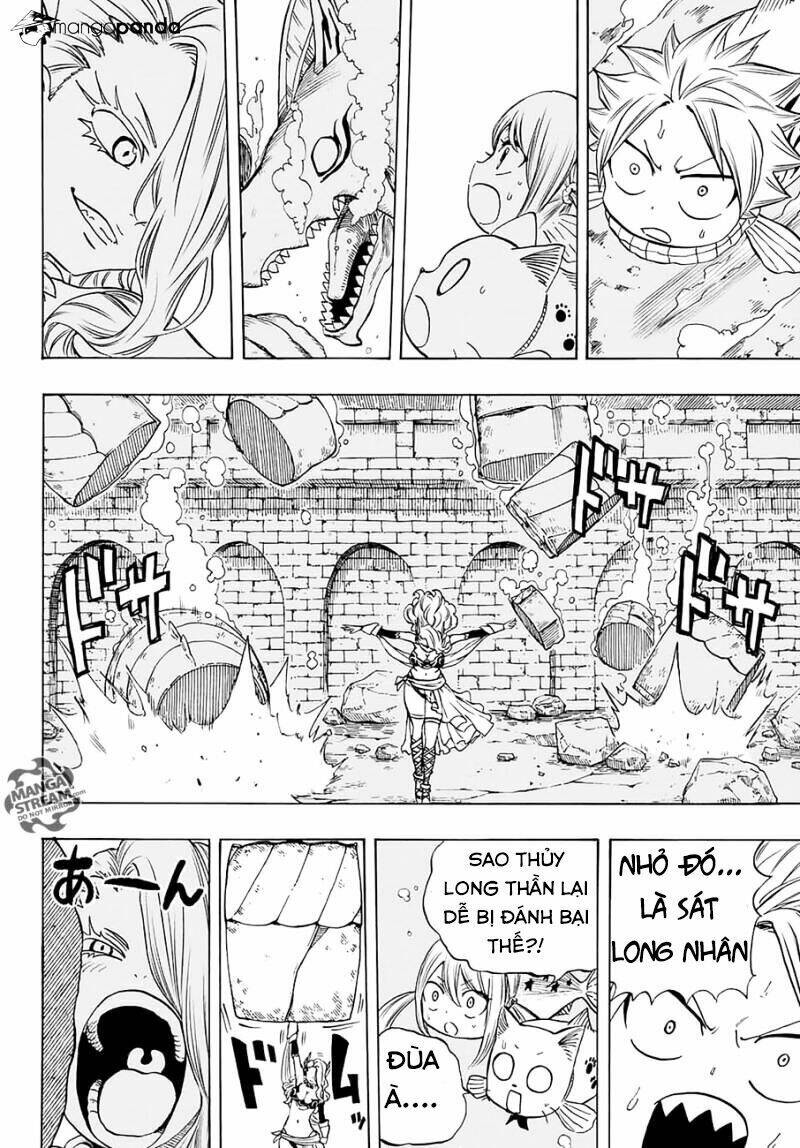 mangapanda
ドサ
ドサ
ドサ
MANGA
STREAM.com
DO NOT MIRROR
NHỎ ĐÓ...
LÀ SÁT
LONG NHÂN
SAO THỦY
LONG THẦN LẠI
DỄ BỊ ĐÁNH BẠI
THẾ?!
ĐÙA
À....
ドム
あーん